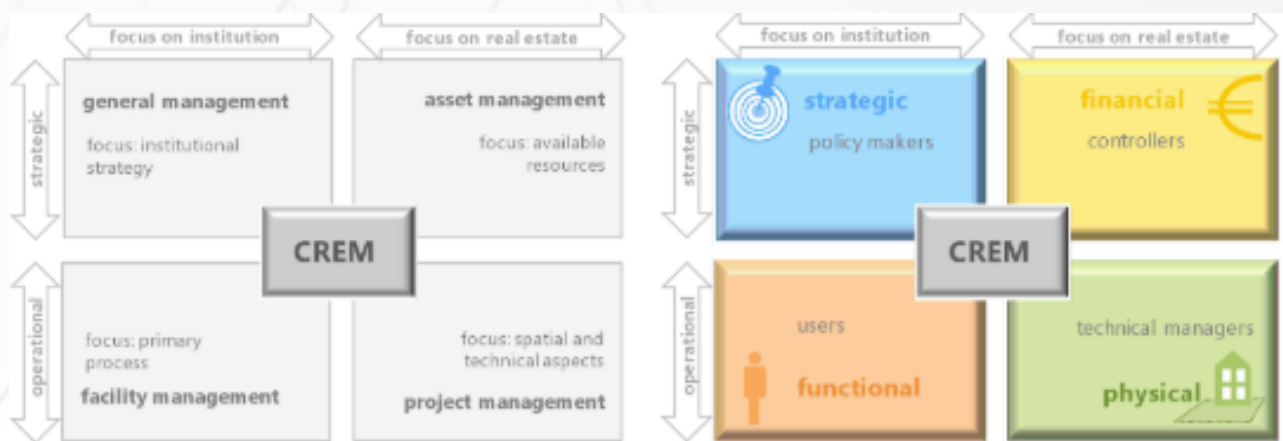 focus on institution
focus on real estate
strategic
general management
focus: institutional
strategy
asset management
focus: available
resources
CREM
operational
focus: primary
process
facility management
focus: spatial and
technical aspects
project management
focus on institution
focus on real estate
strategic
strategic
policy makers
financial
controllers
€
CREM
operational
users
functional
technical managers
physical